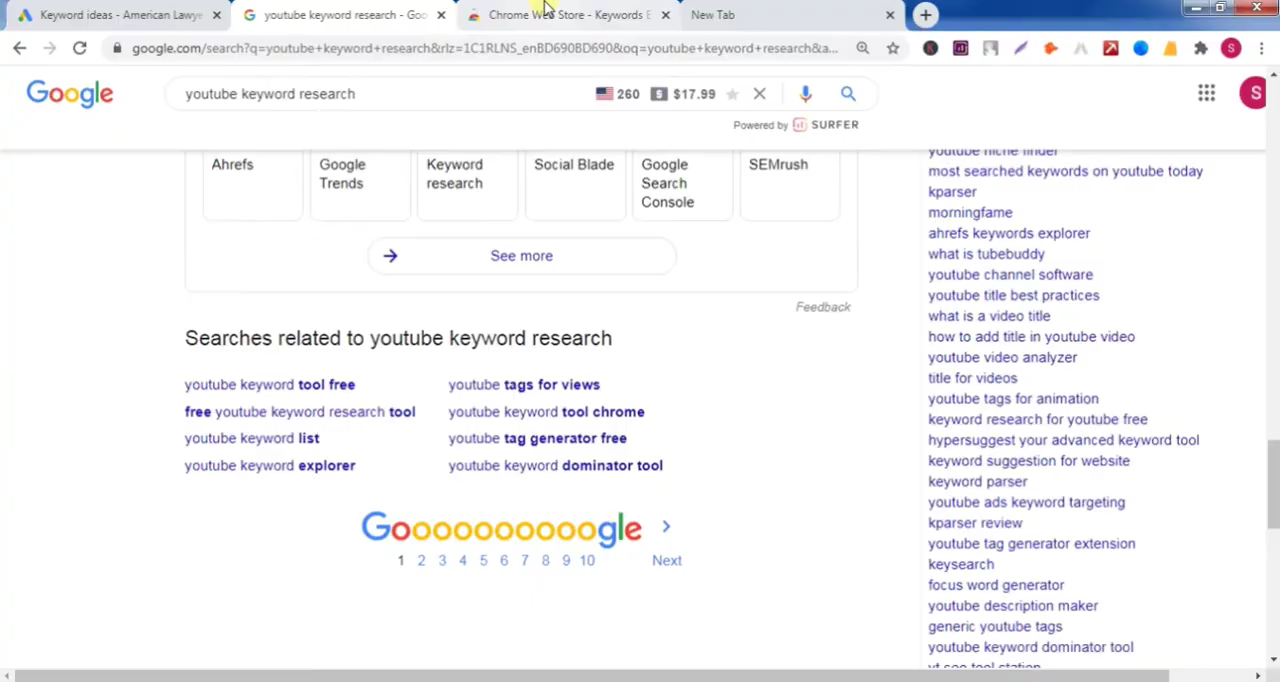 Keyword ideas - American Lawye
youtube keyword research - Goo
Chrome Web Store - Keywords E
New Tab
google.com/search?q=youtube+keyword+research&rlz=1C1RLNS_enBD690BD690&oq=youtube+keyword+research&a...
S
Google
youtube keyword research
260
$
$17.99
S
Powered by SURFER
Ahrefs
Google
Trends
Keyword
research
Social Blade
Google
Search
Console
SEMrush
See more
Feedback
Searches related to youtube keyword research
youtube keyword tool free
free youtube keyword research tool
youtube keyword list
youtube keyword explorer
youtube tags for views
youtube keyword tool chrome
youtube tag generator free
youtube keyword dominator tool
Goooooooooogle
1 2 3 4 5 6 7 8 9 10 Next
youtube niche finder
most searched keywords on youtube today
kparser
morningfame
ahrefs keywords explorer
what is tubebuddy
youtube channel software
youtube title best practices
what is a video title
how to add title in youtube video
youtube video analyzer
title for videos
youtube tags for animation
keyword research for youtube free
hypersuggest your advanced keyword tool
keyword suggestion for website
keyword parser
youtube ads keyword targeting
kparser review
youtube tag generator extension
keysearch
focus word generator
youtube description maker
generic youtube tags
youtube keyword dominator tool
yt seo tool station